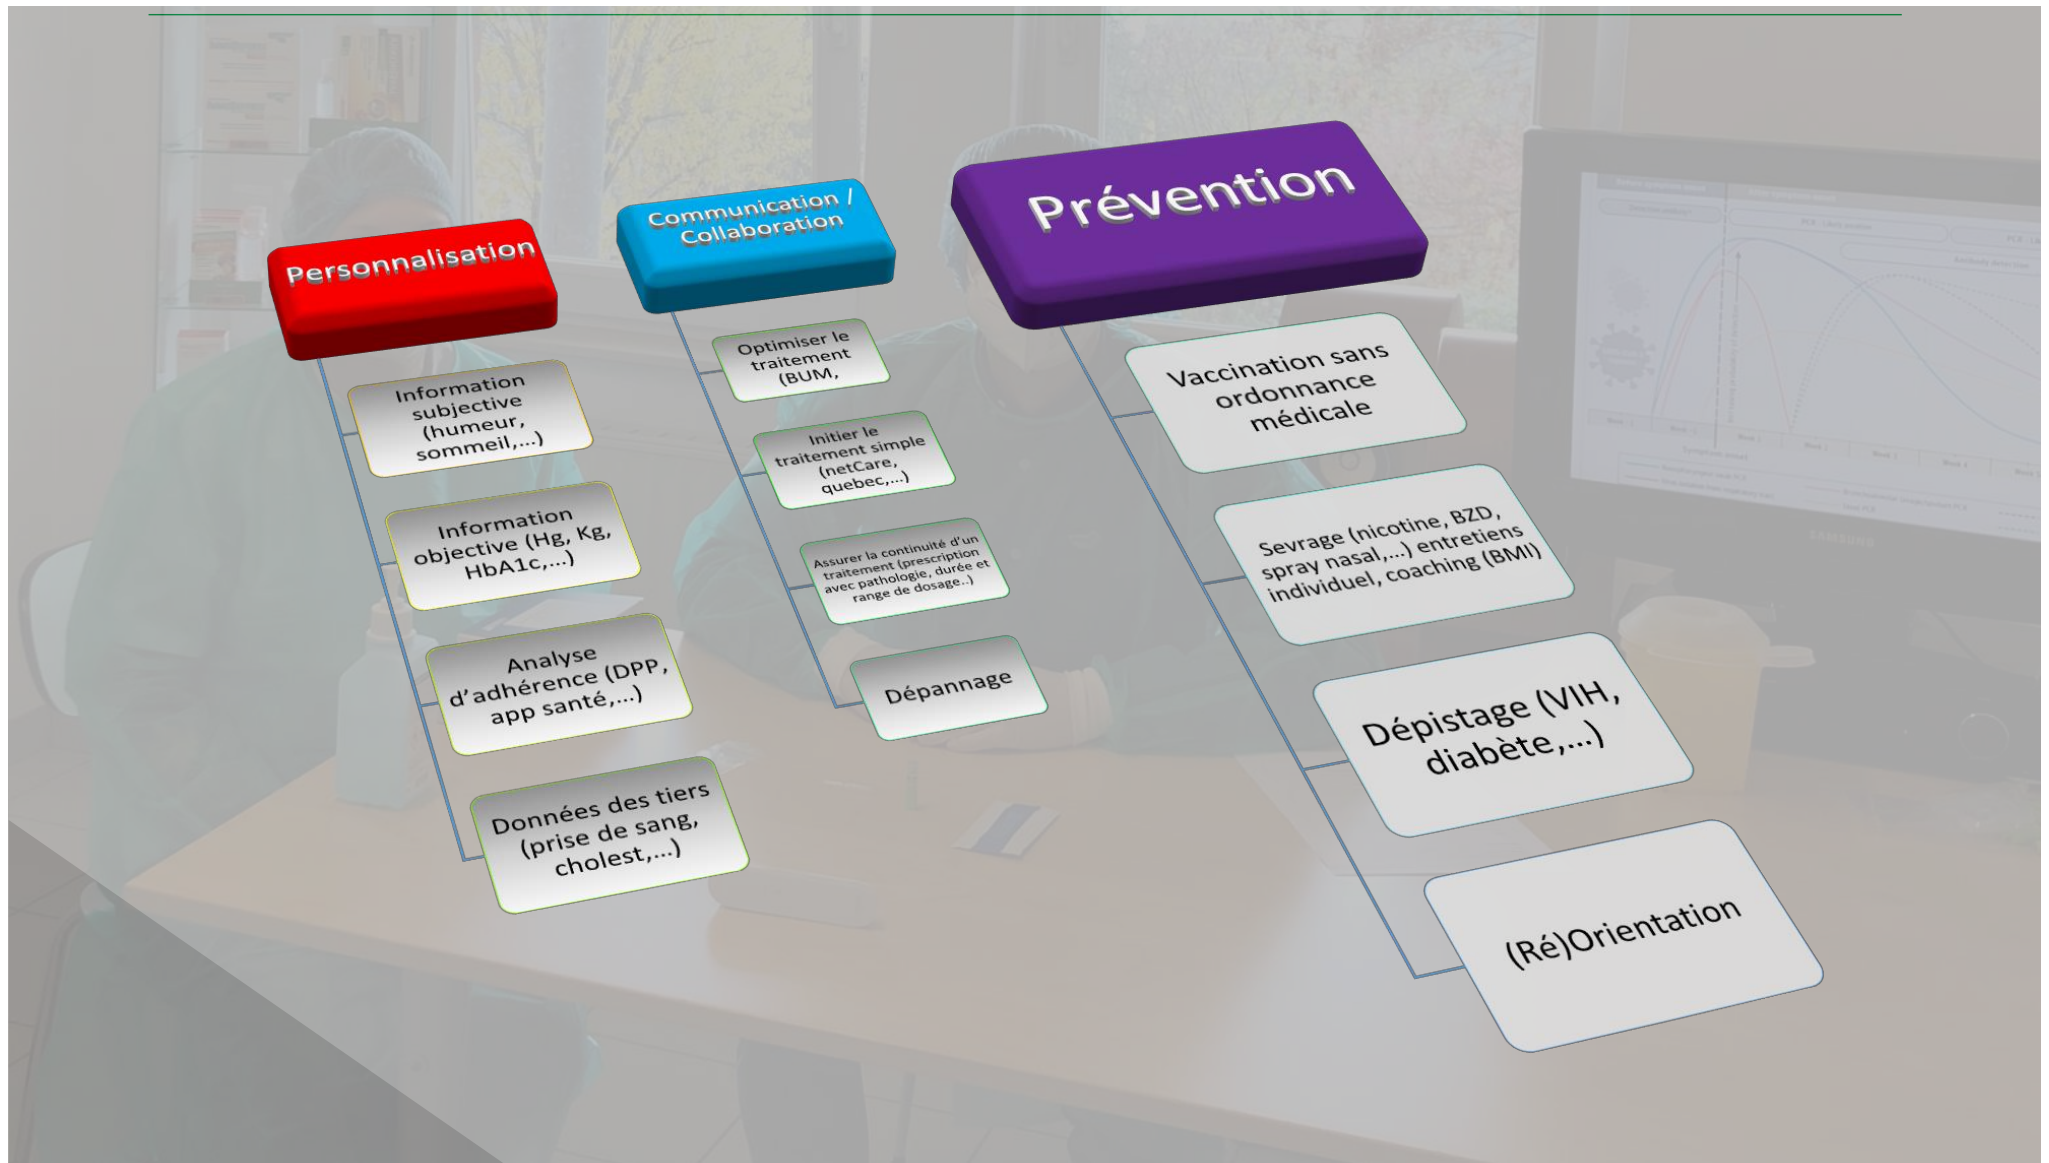 Personnalisation
Information
subjective
(humeur,
sommeil,...)
Information
objective (Hg, Kg,
HbA1c,...)
Analyse
d'adhérence (DPP,
app santé,...)
Données des tiers
(prise de sang,
cholest,...)
Communication /
Collaboration
Optimiser le
traitement
(BUM,
Initier le
traitement simple
(netCare,
quebec,...)
Assurer la continuité d'un
traitement (prescription
avec pathologie, durée et
range de dosage..)
Dépannage
Prévention
Vaccination sans
ordonnance
médicale
Sevrage (nicotine, BZD,
spray nasal,...) entretiens
individuel, coaching (BMI)
Dépistage (VIH,
diabète,...)
(Ré)Orientation
SAMSUNG